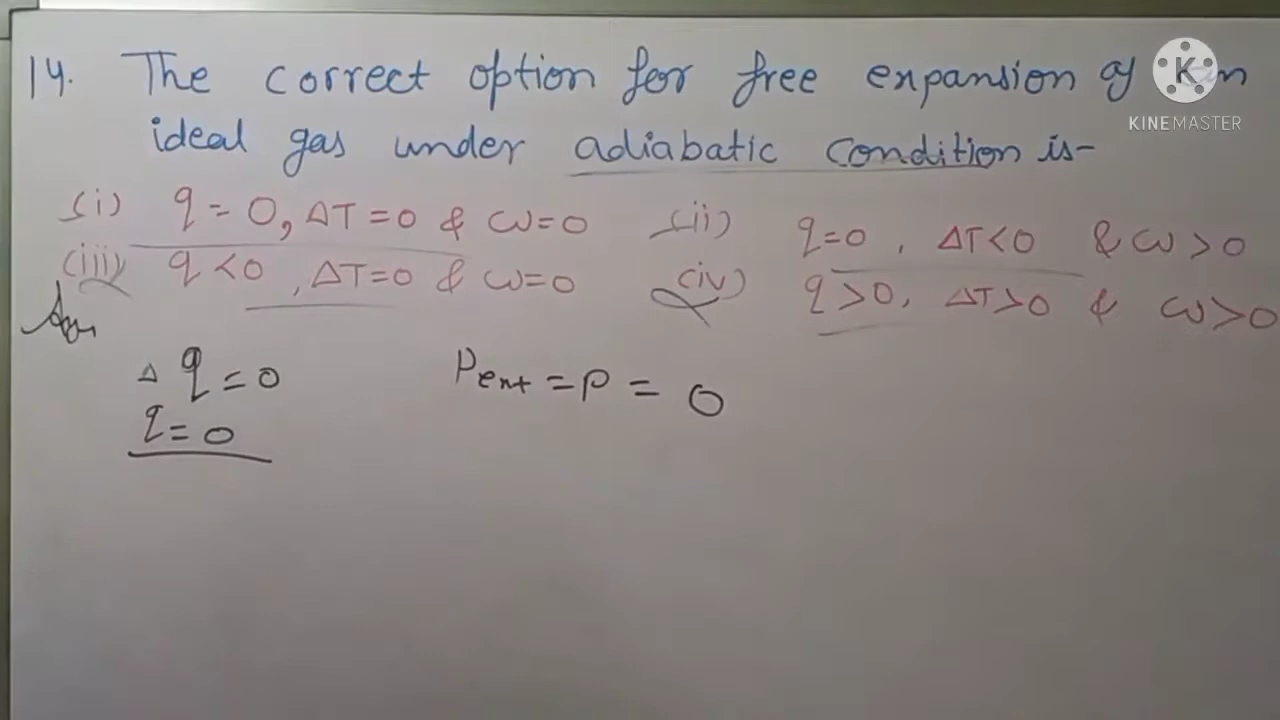 14. The correct option for free expansion of
ideal gas under adiabatic condition is-
(i) q = 0, ΔT = 0 & ω = 0 (ii) q = 0, ΔT < 0 & ω > 0
(iii) q < 0, ΔT = 0 & ω = 0 (iv) q > 0, ΔT > 0 & ω > 0
Ans
Δ q = 0 Pext = P = 0
q = 0
K
KINEMASTER